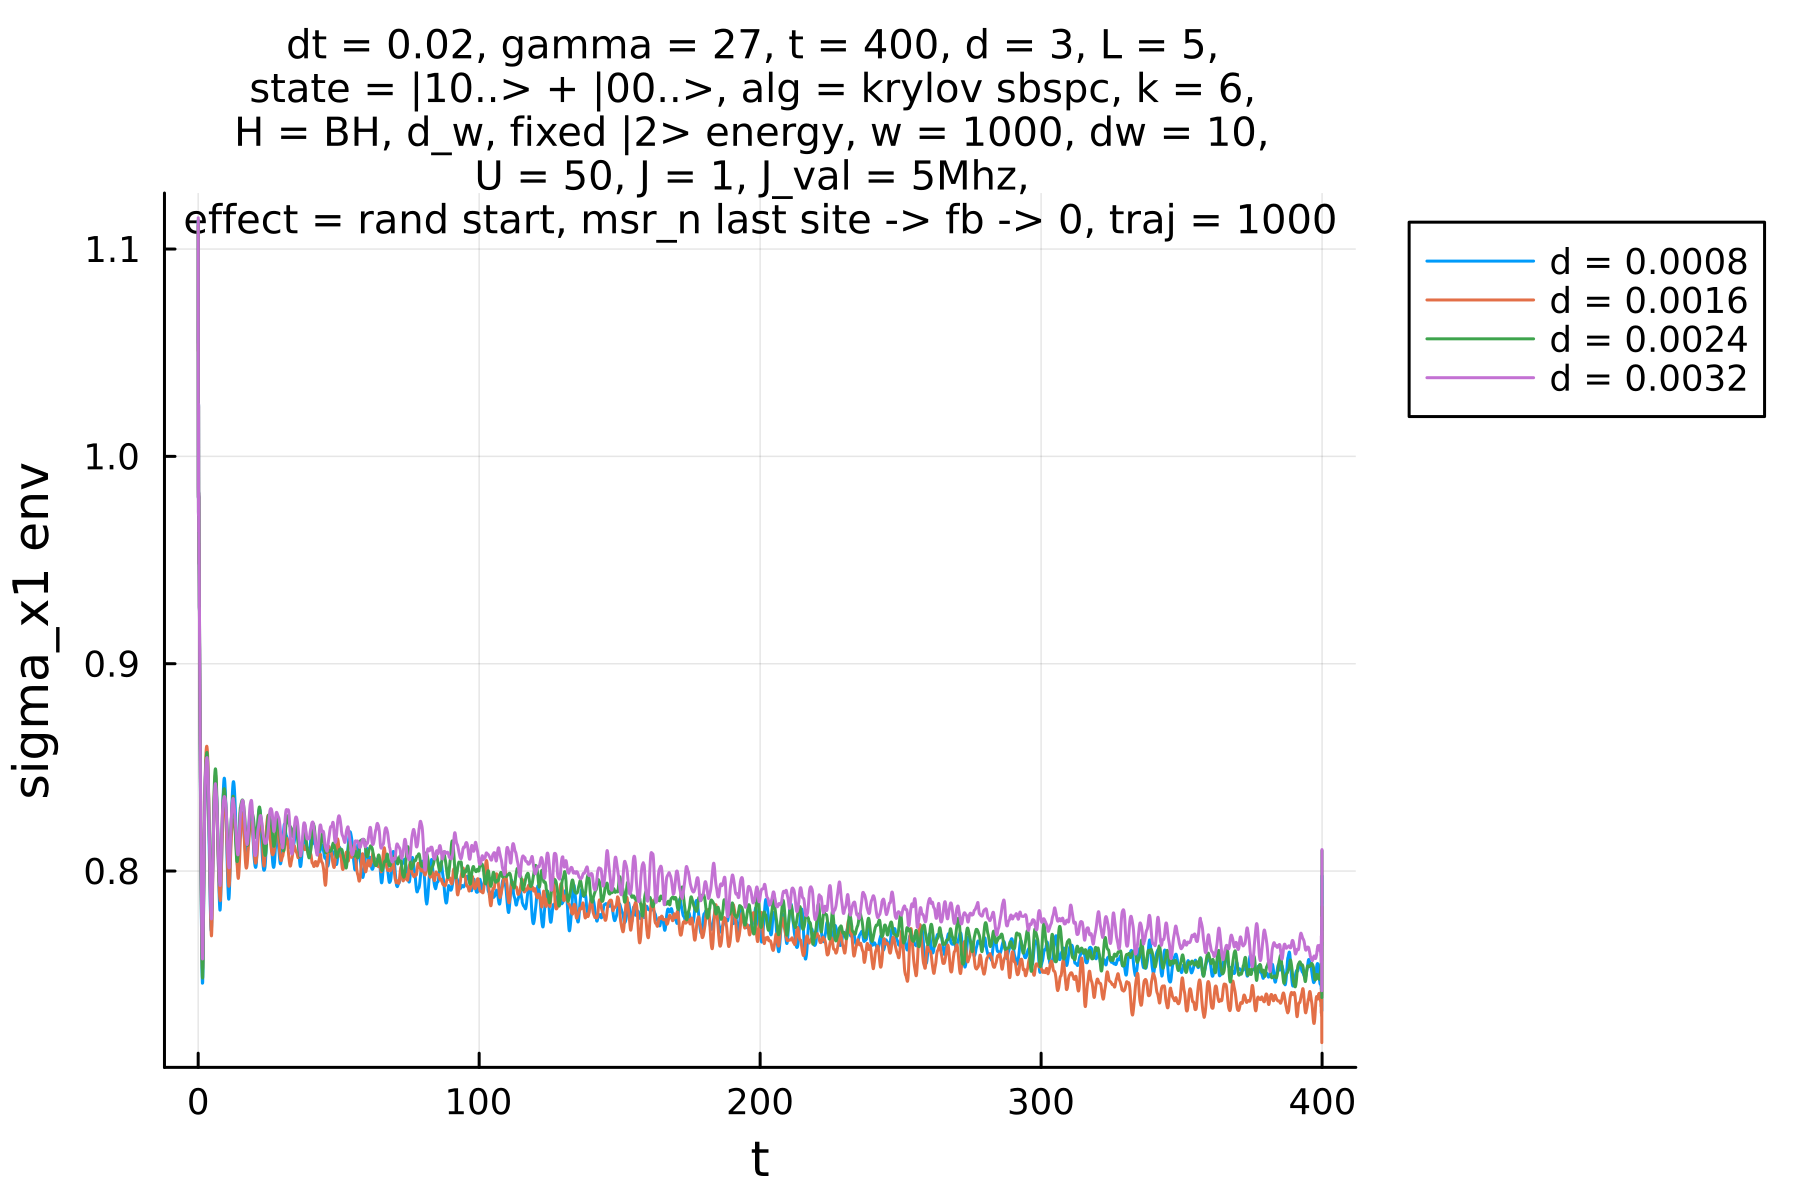 dt = 0.02, gamma = 27, t = 400, d = 3, L = 5,
state = |10..> + |00..>, alg = krylov sbspc, k = 6,
H = BH, d_w, fixed |2> energy, w = 1000, dw = 10,
U = 50, J = 1, J_val = 5Mhz,
effect = rand start, msr_n last site -> fb -> 0, traj = 1000
1.1
1.0
0.9
0.8
sigma_x1 env
0
100
200
300
400
t
d = 0.0008
d = 0.0016
d = 0.0024
d = 0.0032